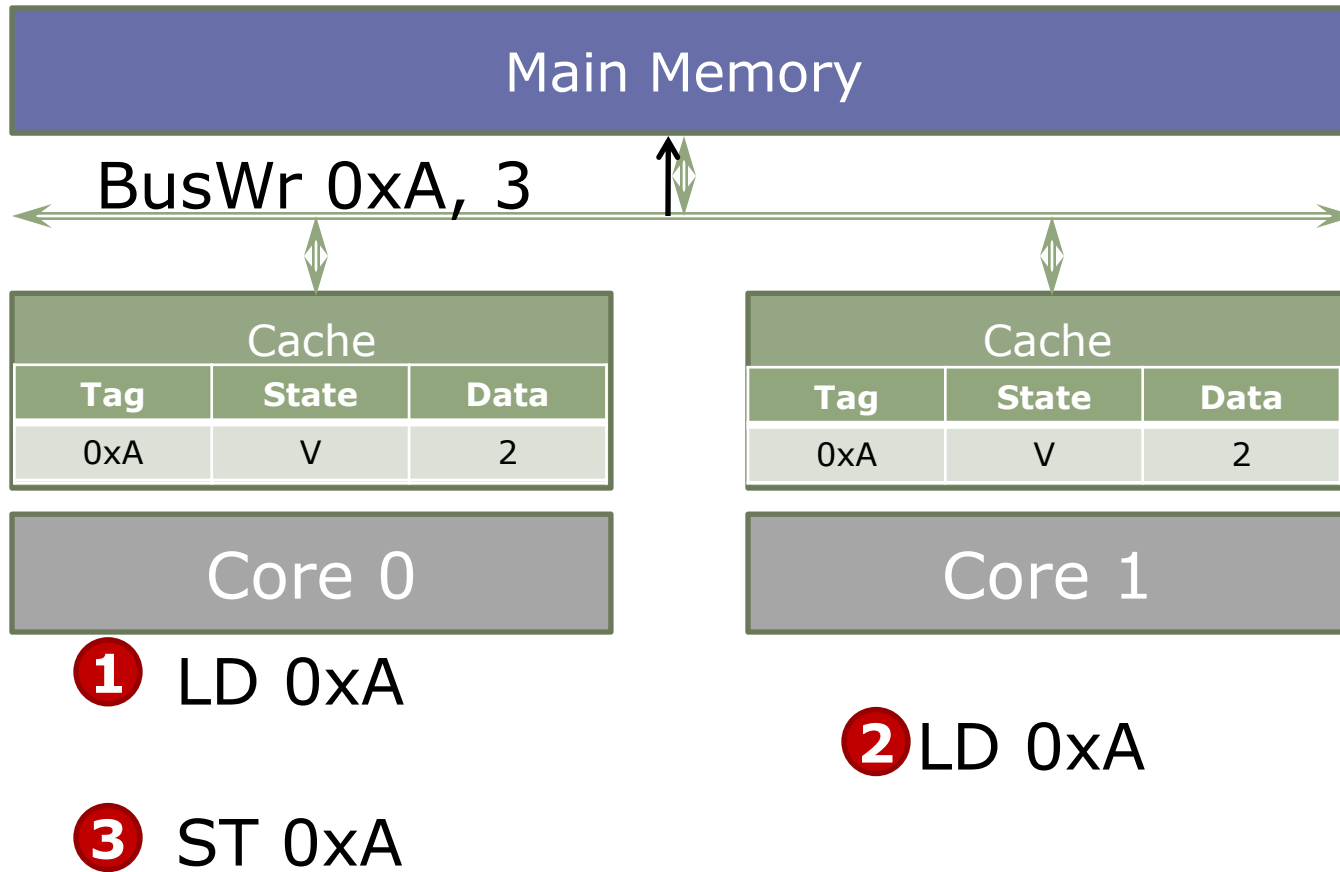 Main Memory
BusWr 0xA, 3
Cache
Tag State Data
0xA V 2
Cache
Tag State Data
0xA V 2
Core 0
Core 1
1 LD 0xA
2 LD 0xA
3 ST 0xA